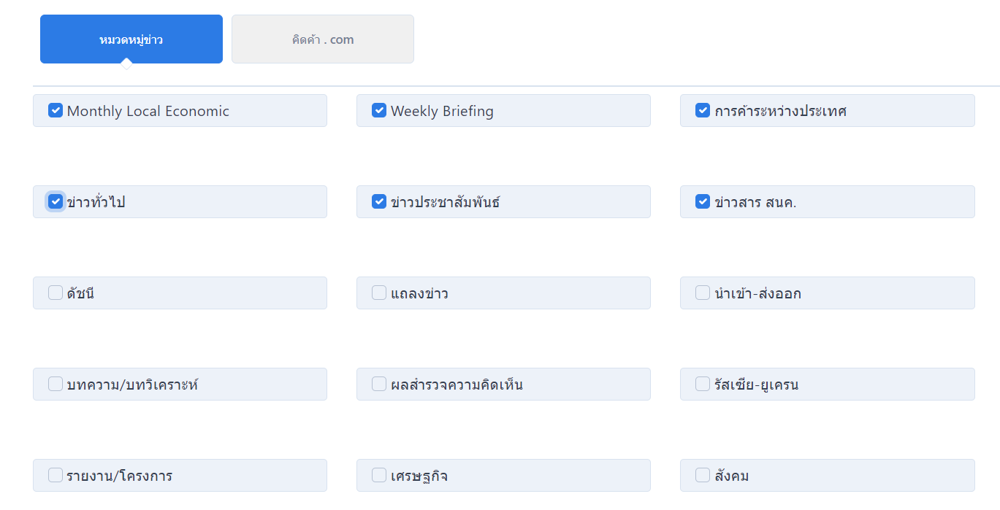 หมวดหมู่ข่าว
คิดค้า . com
Monthly Local Economic
Weekly Briefing
การค้าระหว่างประเทศ
ข่าวทั่วไป
ข่าวประชาสัมพันธ์
ข่าวสาร สนค.
ดัชนี
แถลงข่าว
นำเข้า-ส่งออก
บทความ/บทวิเคราะห์
ผลสำรวจความคิดเห็น
รัสเซีย-ยูเครน
รายงาน/โครงการ
เศรษฐกิจ
สังคม